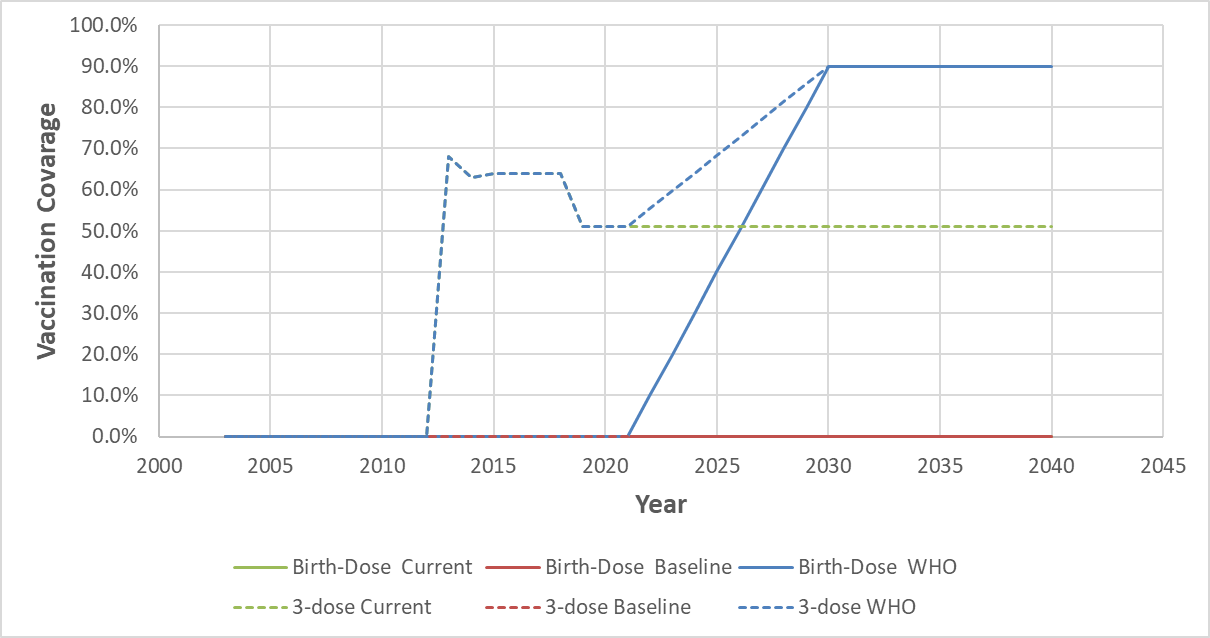 100.0%
90.0%
80.0%
70.0%
60.0%
50.0%
40.0%
30.0%
20.0%
10.0%
0.0%
Vaccination Covarage
2000 2005 2010 2015 2020 2025 2030 2035 2040 2045
Year
Birth-Dose Current Birth-Dose Baseline Birth-Dose WHO
3-dose Current 3-dose Baseline 3-dose WHO